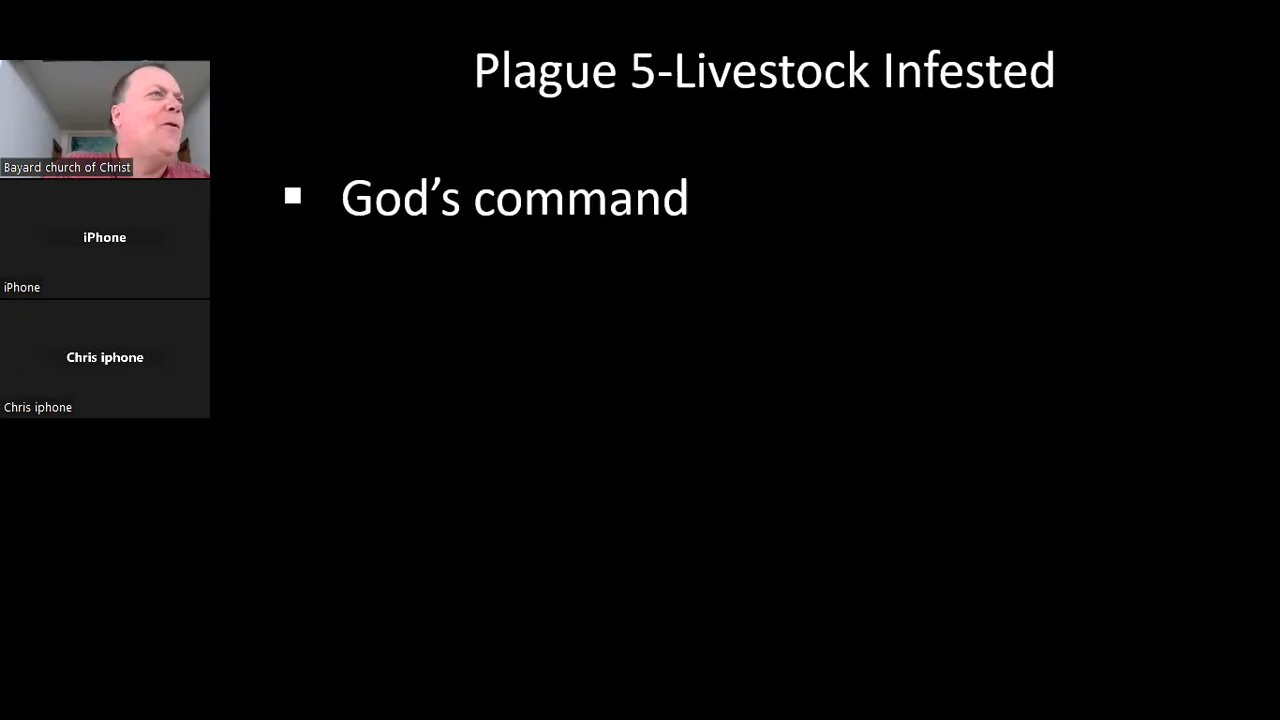 Plague 5-Livestock Infested
Bayard church of Christ
▪ God’s command
iPhone
iPhone
Chris iphone
Chris iphone